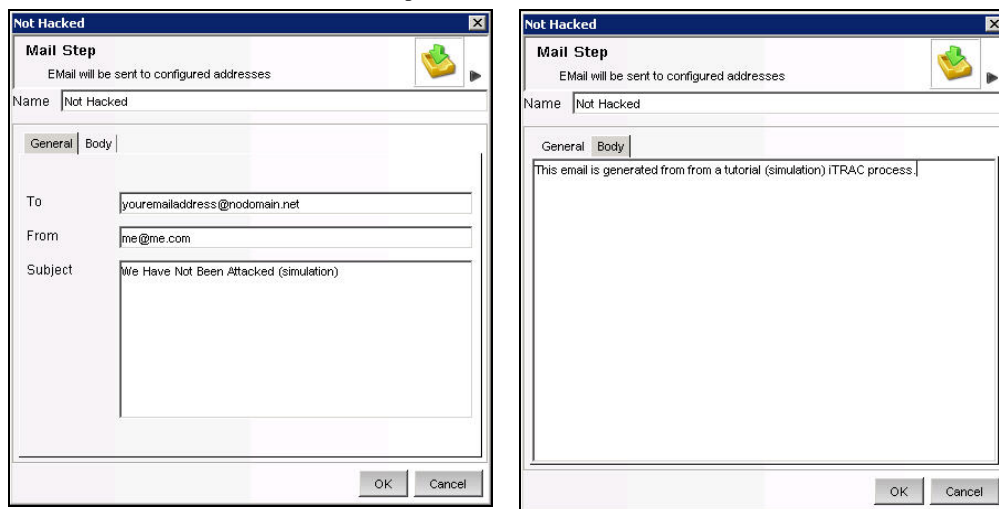 Not Hacked
Mail Step
EMail will be sent to configured addresses
Name Not Hacked
General Body
To youremailaddress@nodomain.net
From me@me.com
Subject We Have Not Been Attacked (simulation)
OK Cancel
Not Hacked
Mail Step
EMail will be sent to configured addresses
Name Not Hacked
General Body
This email is generated from from a tutorial (simulation) iTRAC process.
OK Cancel